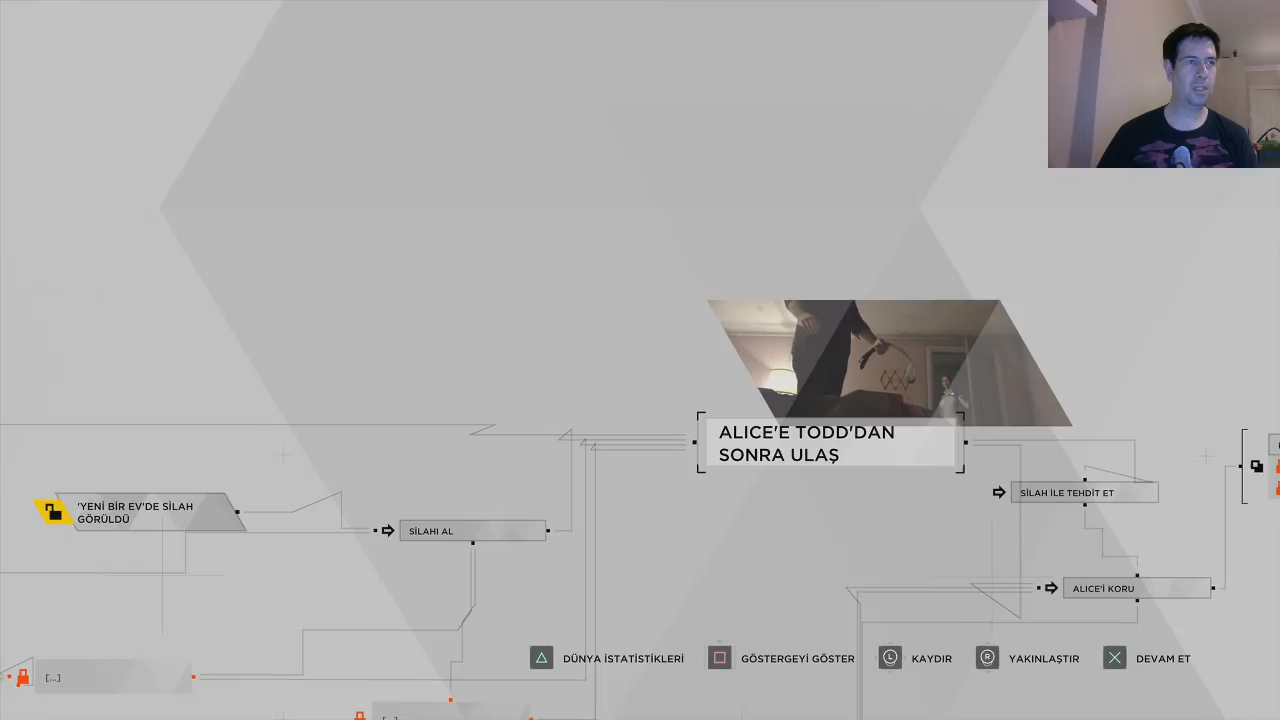 ALICE'E TODD'DAN
SONRA ULAŞ
SİLAH İLE TEHDİT ET
'YENİ BİR EV'DE SİLAH
GÖRÜLDÜ
SİLAHI AL
ALICE'İ KORU
[...]
DÜNYA İSTATİSTİKLERİ
GÖSTERGEYİ GÖSTER
L
KAYDIR
R
YAKINLAŞTIR
DEVAM ET
[...]